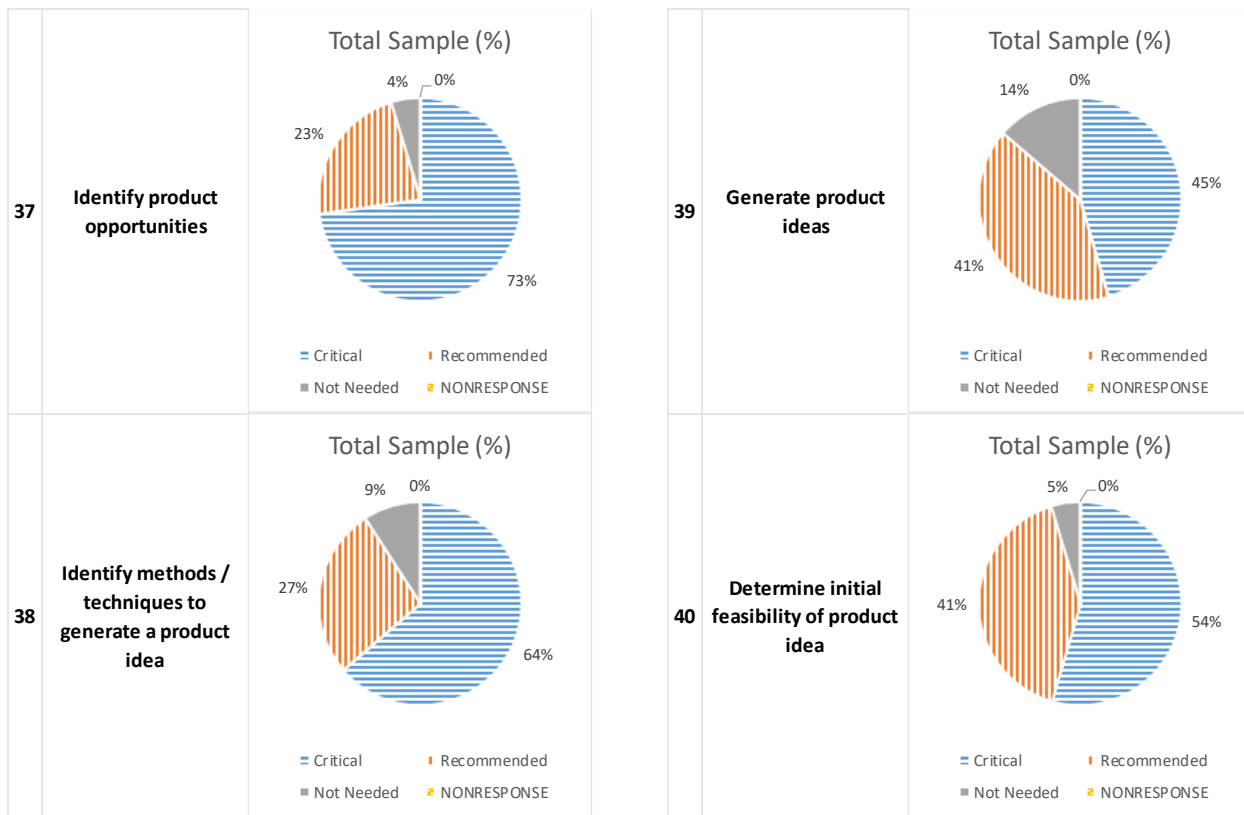 37
Identify product
opportunities
Total Sample (%)
4%
0%
23%
73%
Critical
Recommended
Not Needed
NONRESPONSE
38
Identify methods /
techniques to
generate a product
idea
Total Sample (%)
9%
0%
27%
64%
Critical
Recommended
Not Needed
NONRESPONSE
39
Generate product
ideas
Total Sample (%)
14%
0%
45%
41%
Critical
Recommended
Not Needed
NONRESPONSE
40
Determine initial
feasibility of product
idea
Total Sample (%)
5%
0%
41%
54%
Critical
Recommended
Not Needed
NONRESPONSE